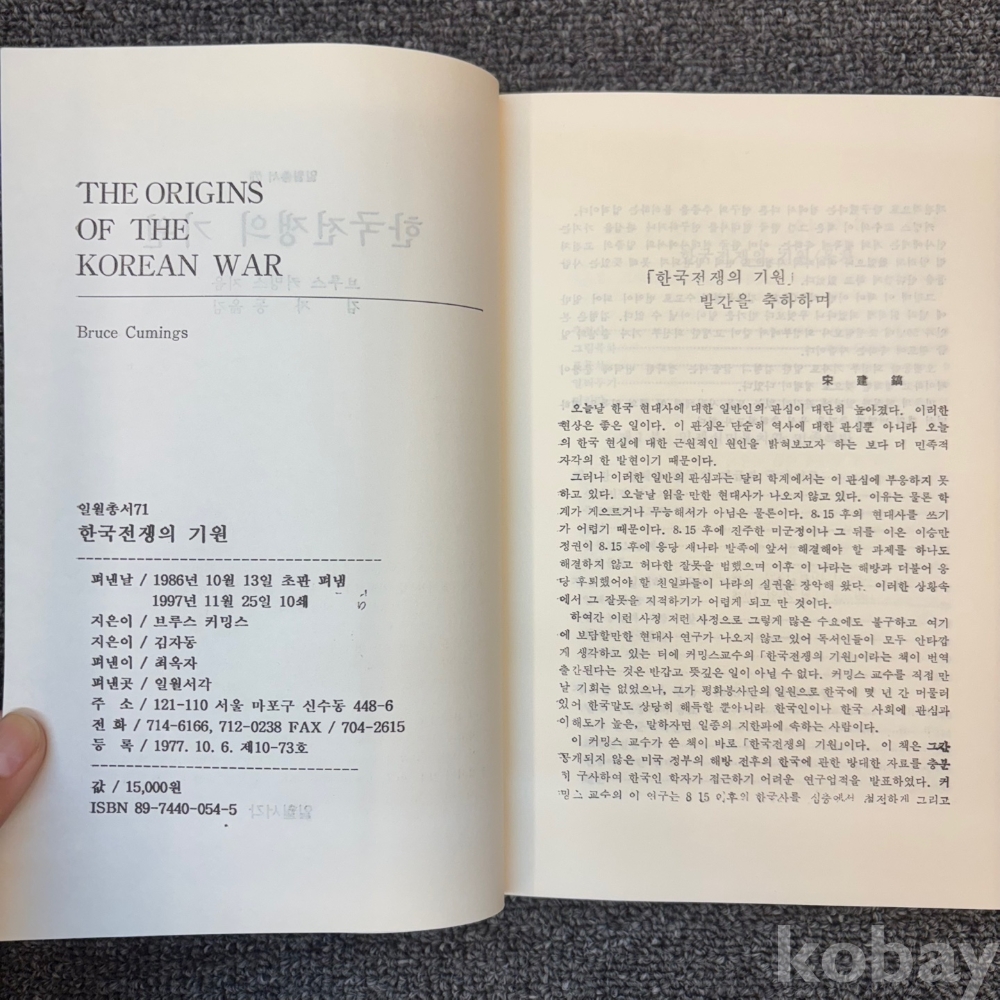 THE ORIGINS
OF THE
KOREAN WAR
Bruce Cumings
일월총서71
한국전쟁의 기원
펴낸날 / 1986년 10월 13일 초판 펴냄
1997년 11월 25일 10쇄
지은이 / 브루스 커밍스
지은이 / 김자동
펴낸이 / 최옥자
펴낸곳 / 일월서각
주 소 / 121-110 서울 마포구 신수동 448-6
전 화 / 714-6166, 712-0238 FAX / 704-2615
등 록 / 1977. 10. 6. 제10-73호
값 / 15,000원
ISBN 89-7440-054-5
「한국전쟁의 기원」
발간을 축하하며
宋 建 鎬
오늘날 한국 현대사에 대한 일반인의 관심이 대단히 높아졌다. 이러한
현상은 좋은 일이다. 이 관심은 단순히 역사에 대한 관심뿐 아니라 오늘
의 한국 현실에 대한 근원적인 원인을 밝혀보고자 하는 보다 더 민족적
자각의 한 발현이기 때문이다.
그러나 이러한 일반의 관심과는 달리 학계에서는 이 관심에 부응하지 못
하고 있다. 오늘날 읽을 만한 현대사가 나오지 않고 있다. 이유는 물론 학
계가 게으르거나 무능해서가 아님은 물론이다. 8.15 후의 현대사를 쓰기
가 어렵기 때문이다. 8.15 후에 진주한 미군정이나 그 뒤를 이은 이승만
정권이 8.15 후에 응당 새나라 발족에 앞서 해결해야 할 과제를 하나도
해결하지 않고 허다한 잘못을 범했으며 이후 이 나라는 해방과 더불어 응
당 후퇴했어야 할 친일파들이 나라의 실권을 장악해 왔다. 이러한 상황속
에서 그 잘못을 지적하기가 어렵게 되고 만 것이다.
하여간 이런 사정 저런 사정으로 그렇게 많은 수요에도 불구하고 여기
에 보답할만한 현대사 연구가 나오지 않고 있어 독서인들이 모두 안타깝
게 생각하고 있는 터에 커밍스교수의 「한국전쟁의 기원」이라는 책이 번역
출간된다는 것은 반갑고 뜻깊은 일이 아닐 수 없다. 커밍스 교수를 직접 만
날 기회는 없었으나, 그가 평화봉사단의 일원으로 한국에 몇 년 간 머물러
있어 한국말도 상당히 해득할 뿐아니라 한국인이나 한국 사회에 관심과
이해도가 높은, 말하자면 일종의 지한파에 속하는 사람이다.
이 커밍스 교수가 쓴 책이 바로 「한국전쟁의 기원」이다. 이 책은 그간
공개되지 않은 미국 정부의 해방 전후의 한국에 관한 방대한 자료를 충분
히 구사하여 한국인 학자가 접근하기 어려운 연구업적을 발표하였다. 커
밍스 교수의 이 연구는 8 15 이후의 한국사를 심층에서 철저하게 그리고
kobay